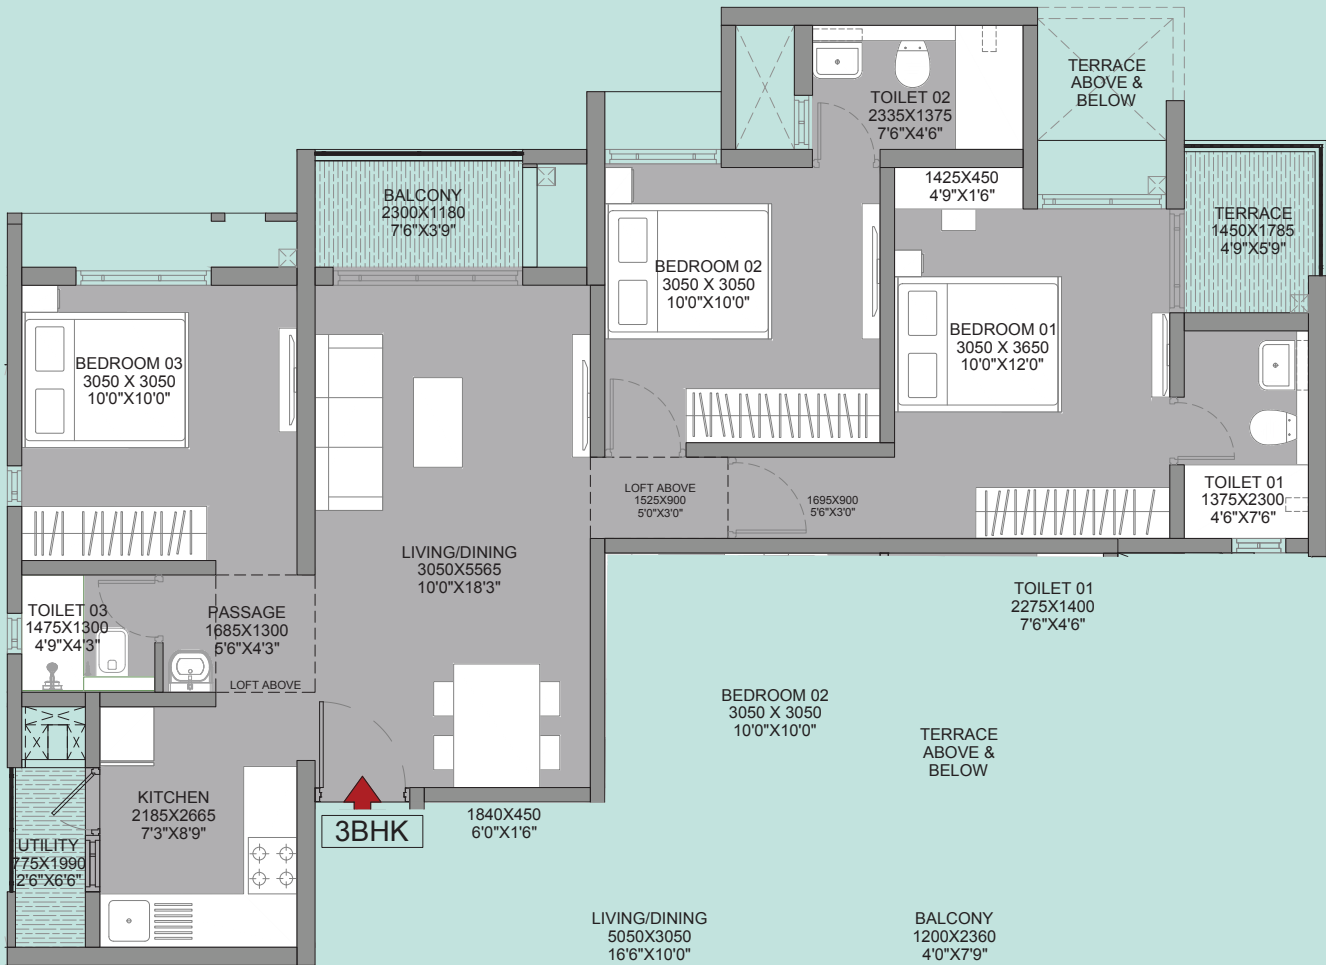 TERRACE
ABOVE &
BELOW
TOILET 02
2335X1375
7'6"X4'6"
1425X450
4'9"X1'6"
BALCONY
2300X1180
7'6"X3'9"
TERRACE
1450X1785
4'9"X5'9"
BEDROOM 02
3050 X 3050
10'0"X10'0"
BEDROOM 01
3050 X 3650
10'0"X12'0"
BEDROOM 03
3050 X 3050
10'0"X10'0"
TOILET 01
1375X2300
4'6"X7'6"
LOFT ABOVE
1525X900
5'0"X3'0"
1695X900
5'6"X3'0"
LIVING/DINING
3050X5565
10'0"X18'3"
TOILET 03
1475X1300
4'9"X4'3"
PASSAGE
1685X1300
5'6"X4'3"
LOFT ABOVE
TOILET 01
2275X1400
7'6"X4'6"
BEDROOM 02
3050 X 3050
10'0"X10'0"
TERRACE
ABOVE &
BELOW
KITCHEN
2185X2665
7'3"X8'9"
UTILITY
775X1990
2'6"X6'6"
3BHK
1840X450
6'0"X1'6"
LIVING/DINING
5050X3050
16'6"X10'0"
BALCONY
1200X2360
4'0"X7'9"